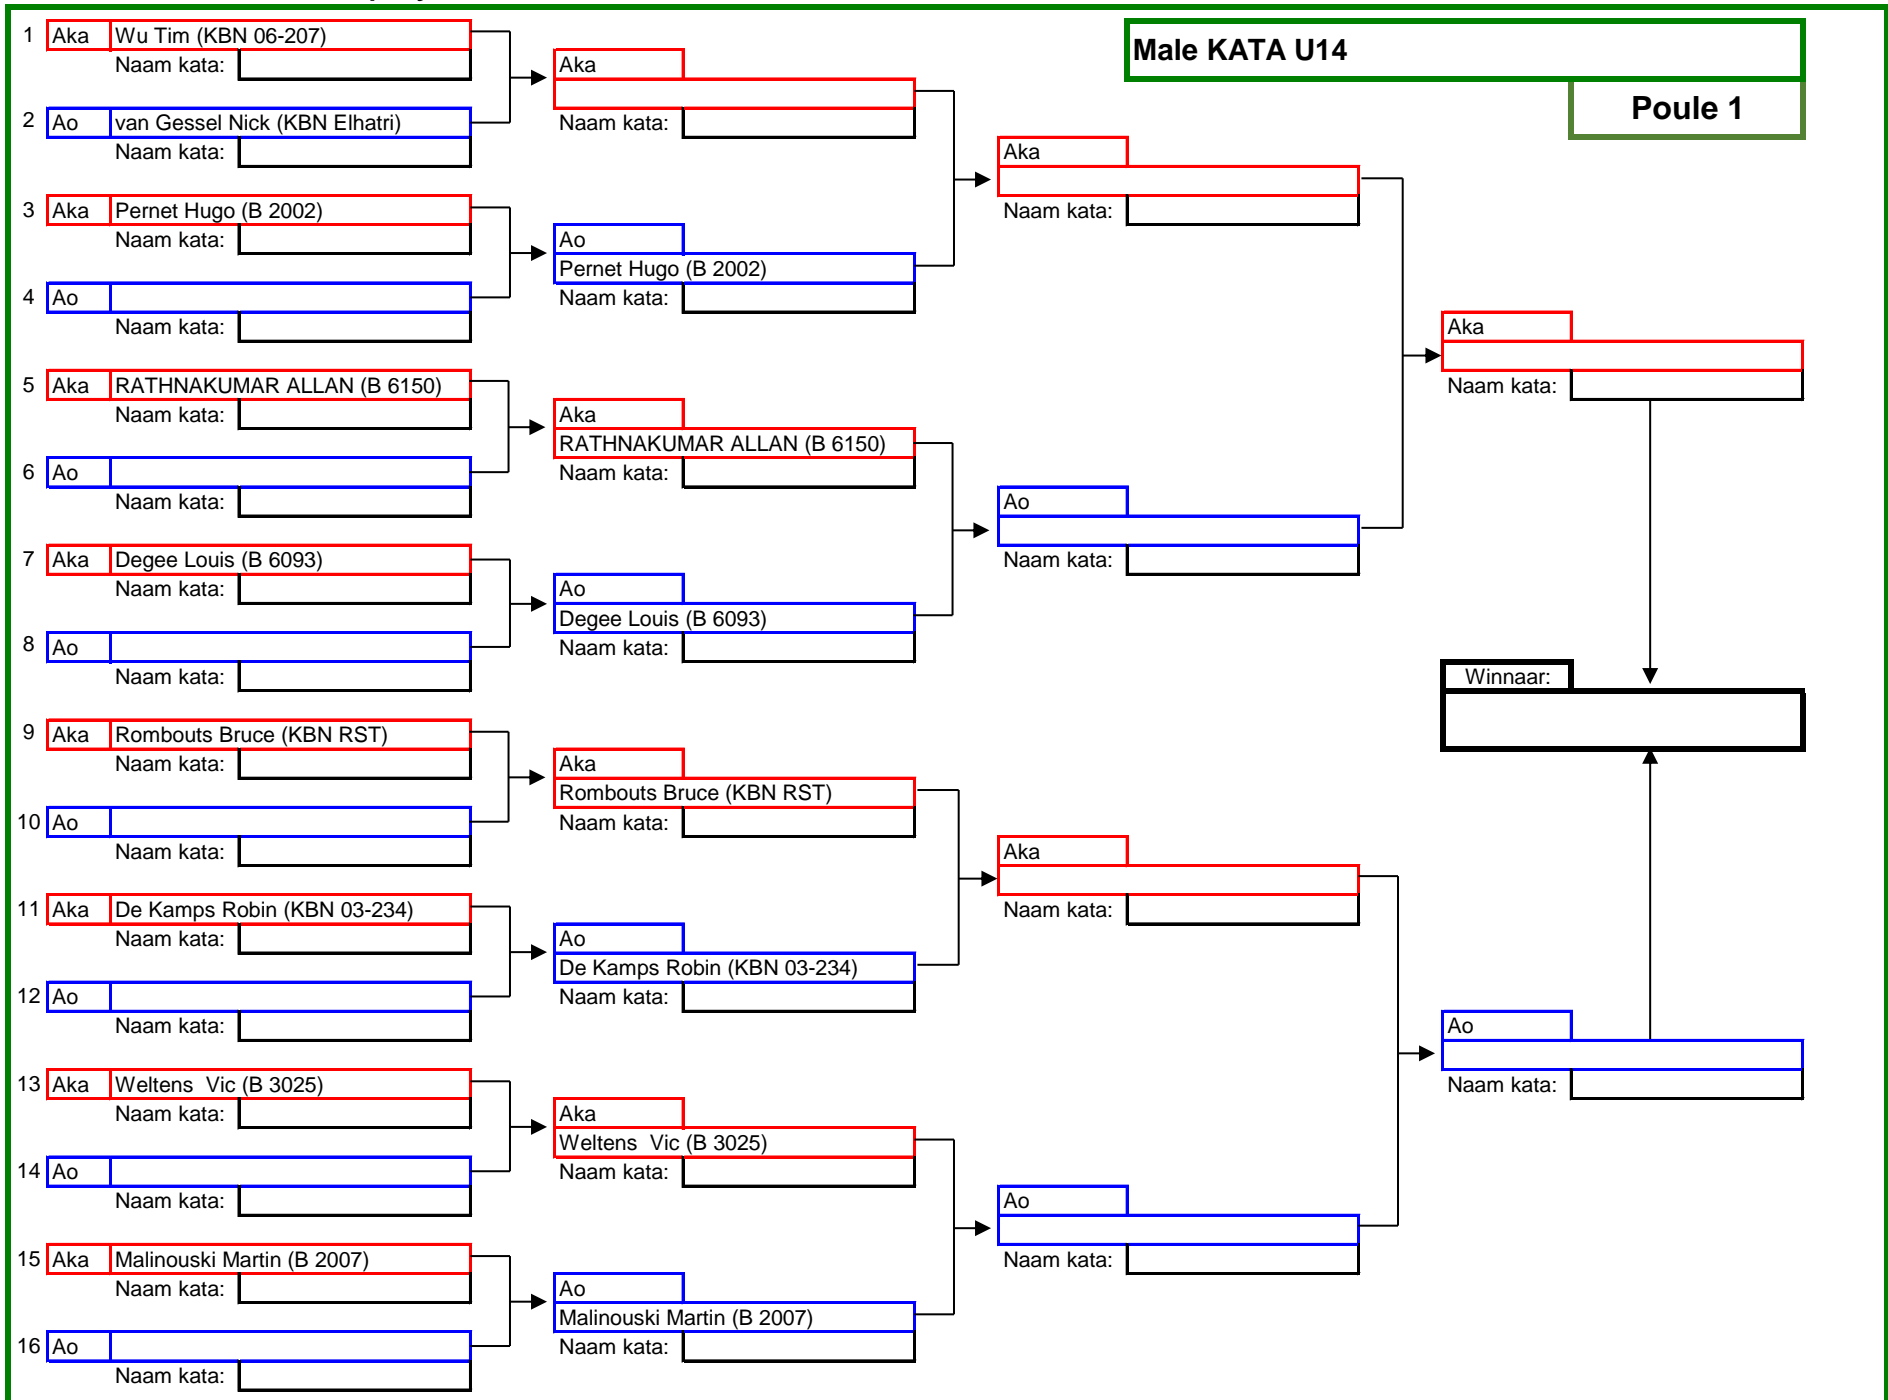 Male KATA U14
Poule 1
1 Aka Wu Tim (KBN 06-207)
Naam kata:
2 Ao van Gessel Nick (KBN Elhatri)
Naam kata:
3 Aka Pernet Hugo (B 2002)
Naam kata:
4 Ao
Naam kata:
5 Aka RATHNAKUMAR ALLAN (B 6150)
Naam kata:
6 Ao
Naam kata:
7 Aka Degee Louis (B 6093)
Naam kata:
8 Ao
Naam kata:
9 Aka Rombouts Bruce (KBN RST)
Naam kata:
10 Ao
Naam kata:
11 Aka De Kamps Robin (KBN 03-234)
Naam kata:
12 Ao
Naam kata:
13 Aka Weltens  Vic (B 3025)
Naam kata:
14 Ao
Naam kata:
15 Aka Malinouski Martin (B 2007)
Naam kata:
16 Ao
Naam kata:
Aka
Naam kata:
Ao
Pernet Hugo (B 2002)
Naam kata:
Aka
RATHNAKUMAR ALLAN (B 6150)
Naam kata:
Ao
Degee Louis (B 6093)
Naam kata:
Aka
Rombouts Bruce (KBN RST)
Naam kata:
Ao
De Kamps Robin (KBN 03-234)
Naam kata:
Aka
Weltens  Vic (B 3025)
Naam kata:
Ao
Malinouski Martin (B 2007)
Naam kata:
Aka
Naam kata:
Ao
Naam kata:
Aka
Naam kata:
Ao
Naam kata:
Aka
Naam kata:
Winnaar:
Ao
Naam kata: